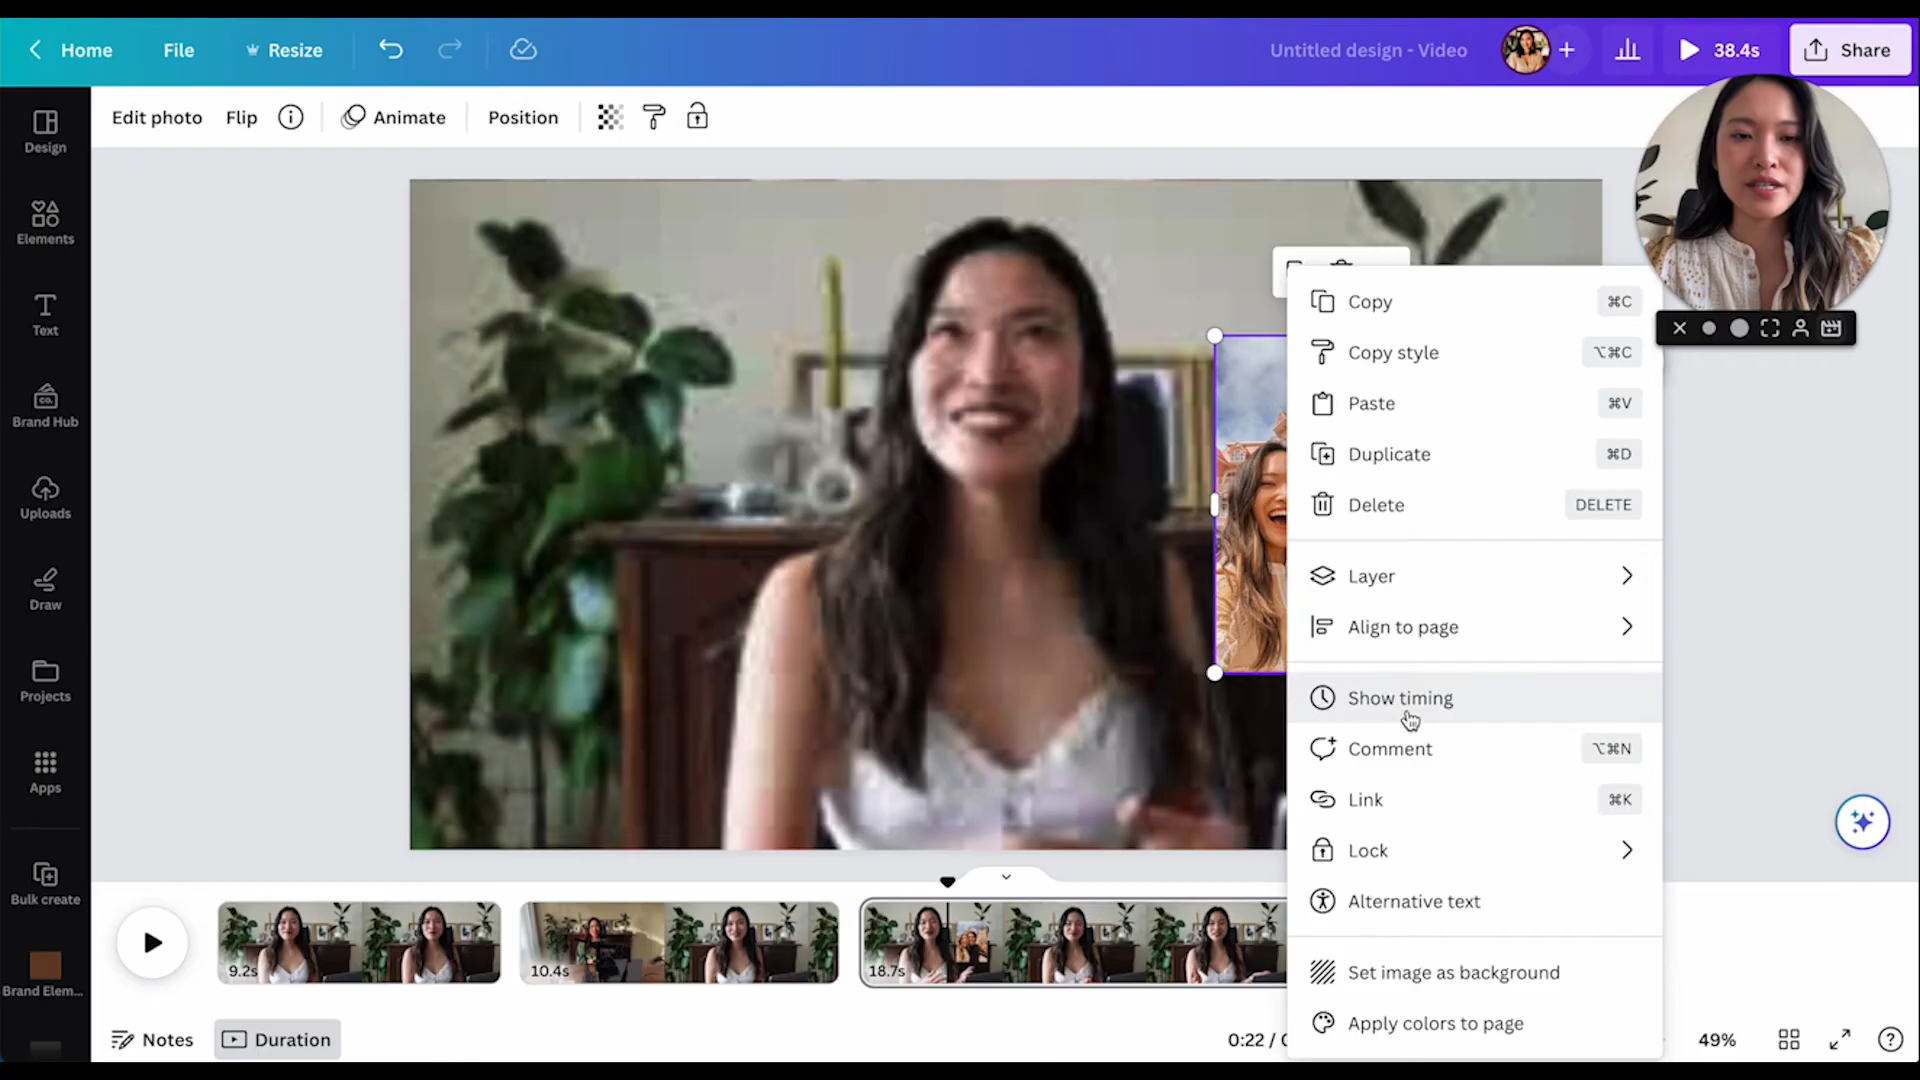 Home
File
Resize
Untitled design - Video
38.4s
Share
Edit photo
Flip
Animate
Position
Design
Elements
Text
Brand Hub
Uploads
Draw
Projects
Apps
Bulk create
Brand Elem...
Copy
⌘C
Copy style
⌥⌘C
Paste
⌘V
Duplicate
⌘D
Delete
DELETE
Layer
Align to page
Show timing
Comment
⌥⌘N
Link
⌘K
Lock
Alternative text
Set image as background
Apply colors to page
9.2s
10.4s
18.7s
Notes
Duration
0:22 /
49%